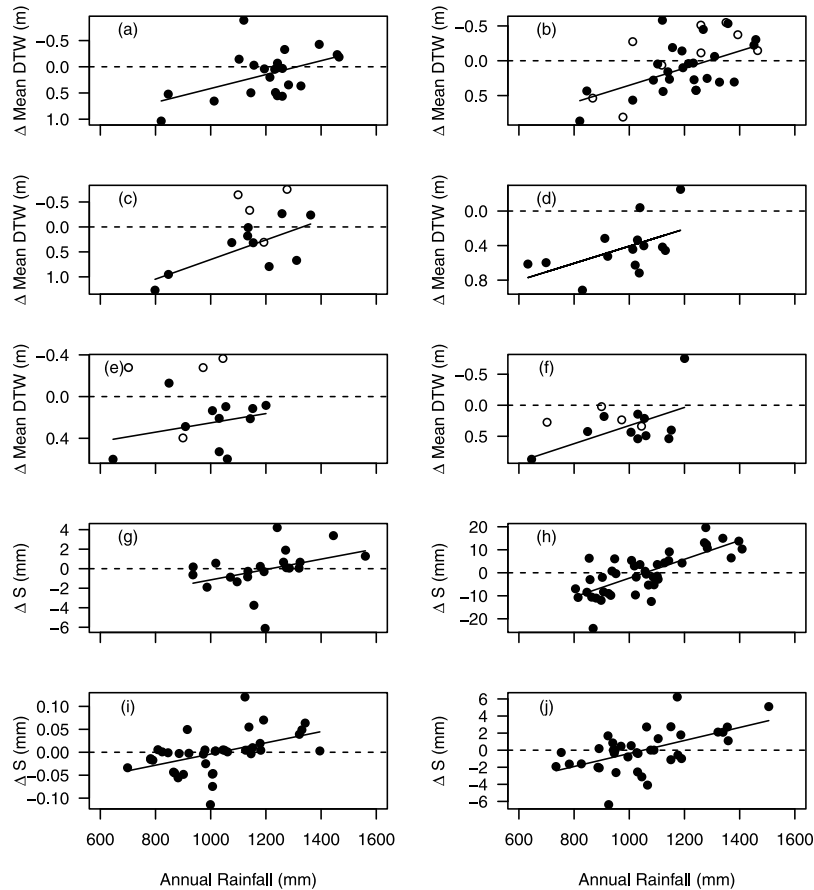 (a)
Δ Mean DTW (m)
−0.5
0.0
0.5
1.0
(b)
Δ Mean DTW (m)
−0.5
0.0
0.5
(c)
Δ Mean DTW (m)
−0.5
0.0
0.5
1.0
(d)
Δ Mean DTW (m)
0.0
0.4
0.8
(e)
Δ Mean DTW (m)
−0.4
0.0
0.4
(f)
Δ Mean DTW (m)
−0.5
0.0
0.5
(g)
Δ S (mm)
4
2
0
−2
−4
−6
(h)
Δ S (mm)
20
10
0
−10
−20
(i)
Δ S (mm)
0.10
0.05
0.00
−0.05
−0.10
600 800 1000 1200 1400 1600
Annual Rainfall (mm)
(j)
Δ S (mm)
6
4
2
0
−2
−4
−6
600 800 1000 1200 1400 1600
Annual Rainfall (mm)